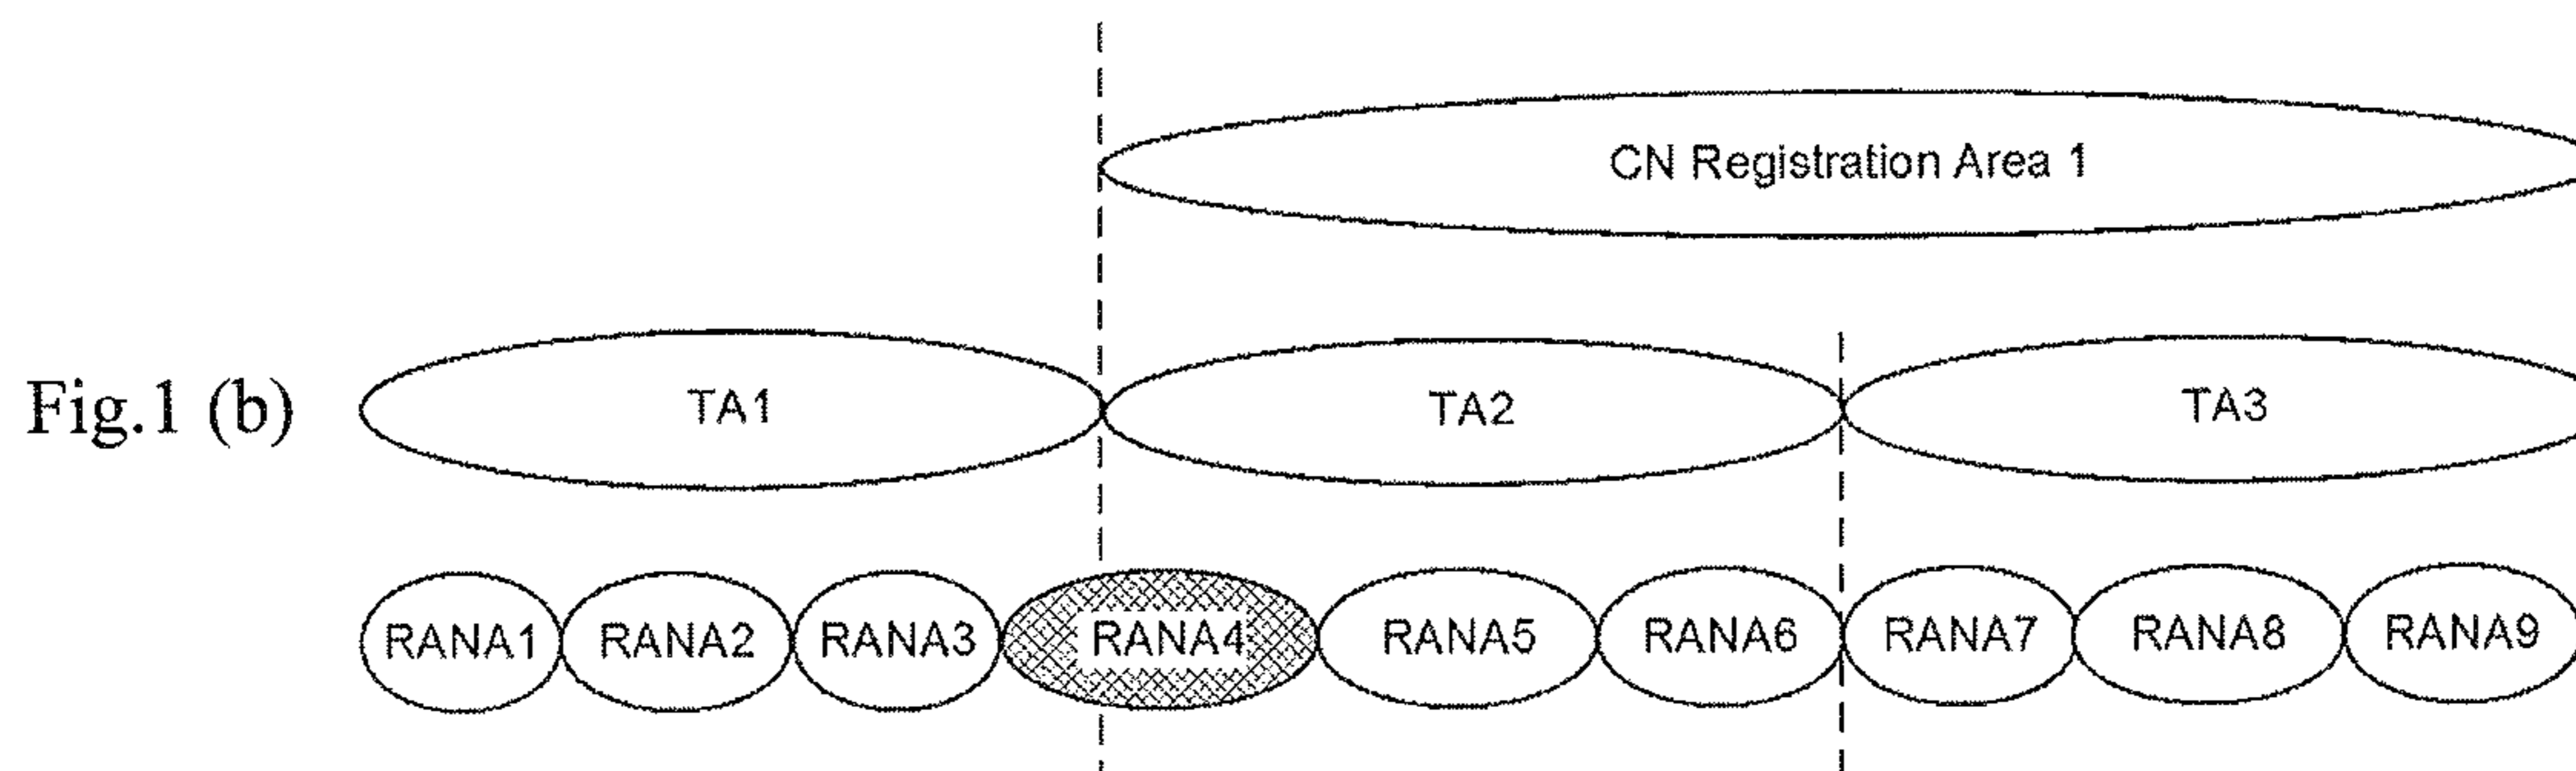 CN Registration Area 1
Fig.1 (b) TA1 TA2 TA3
RANA1 RANA2 RANA3 RANA4 RANA5 RANA6 RANA7 RANA8 RANA9